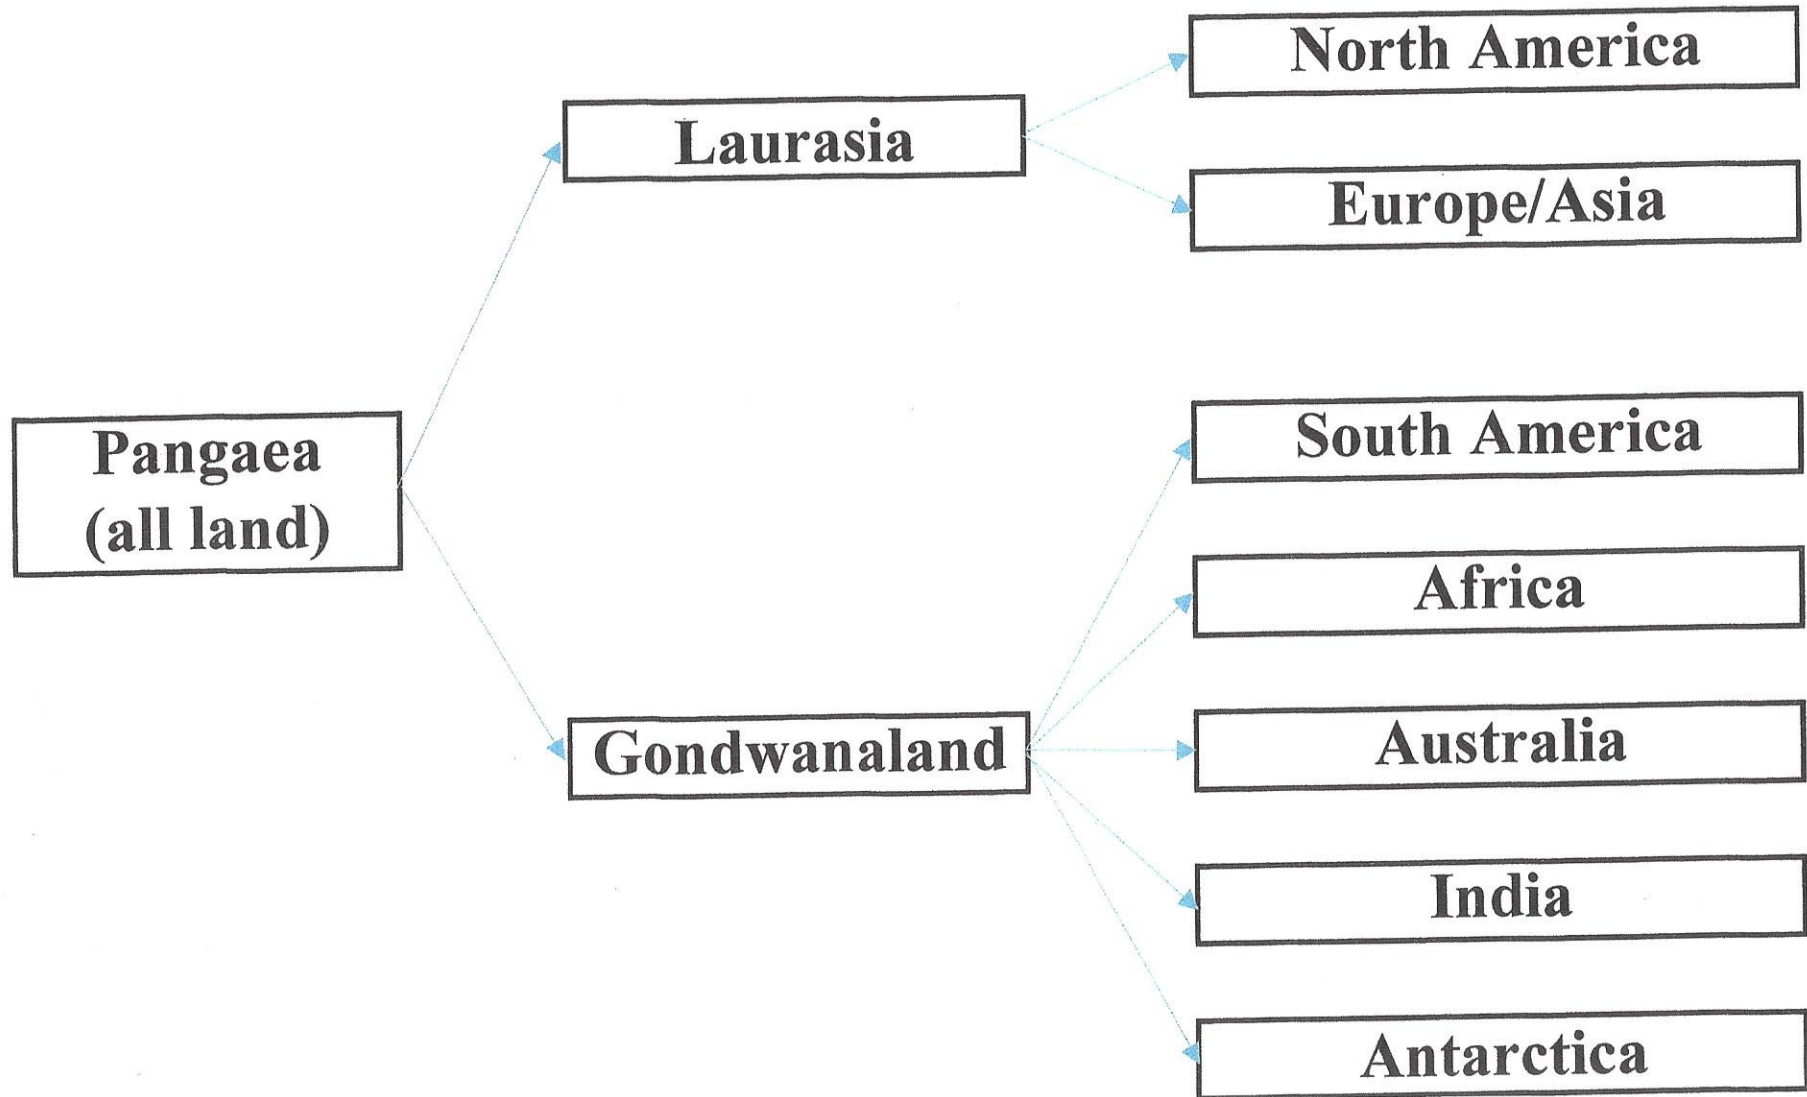 North America
Laurasia
Europe/Asia
Pangaea
(all land)
South America
Africa
Gondwanaland
Australia
India
Antarctica